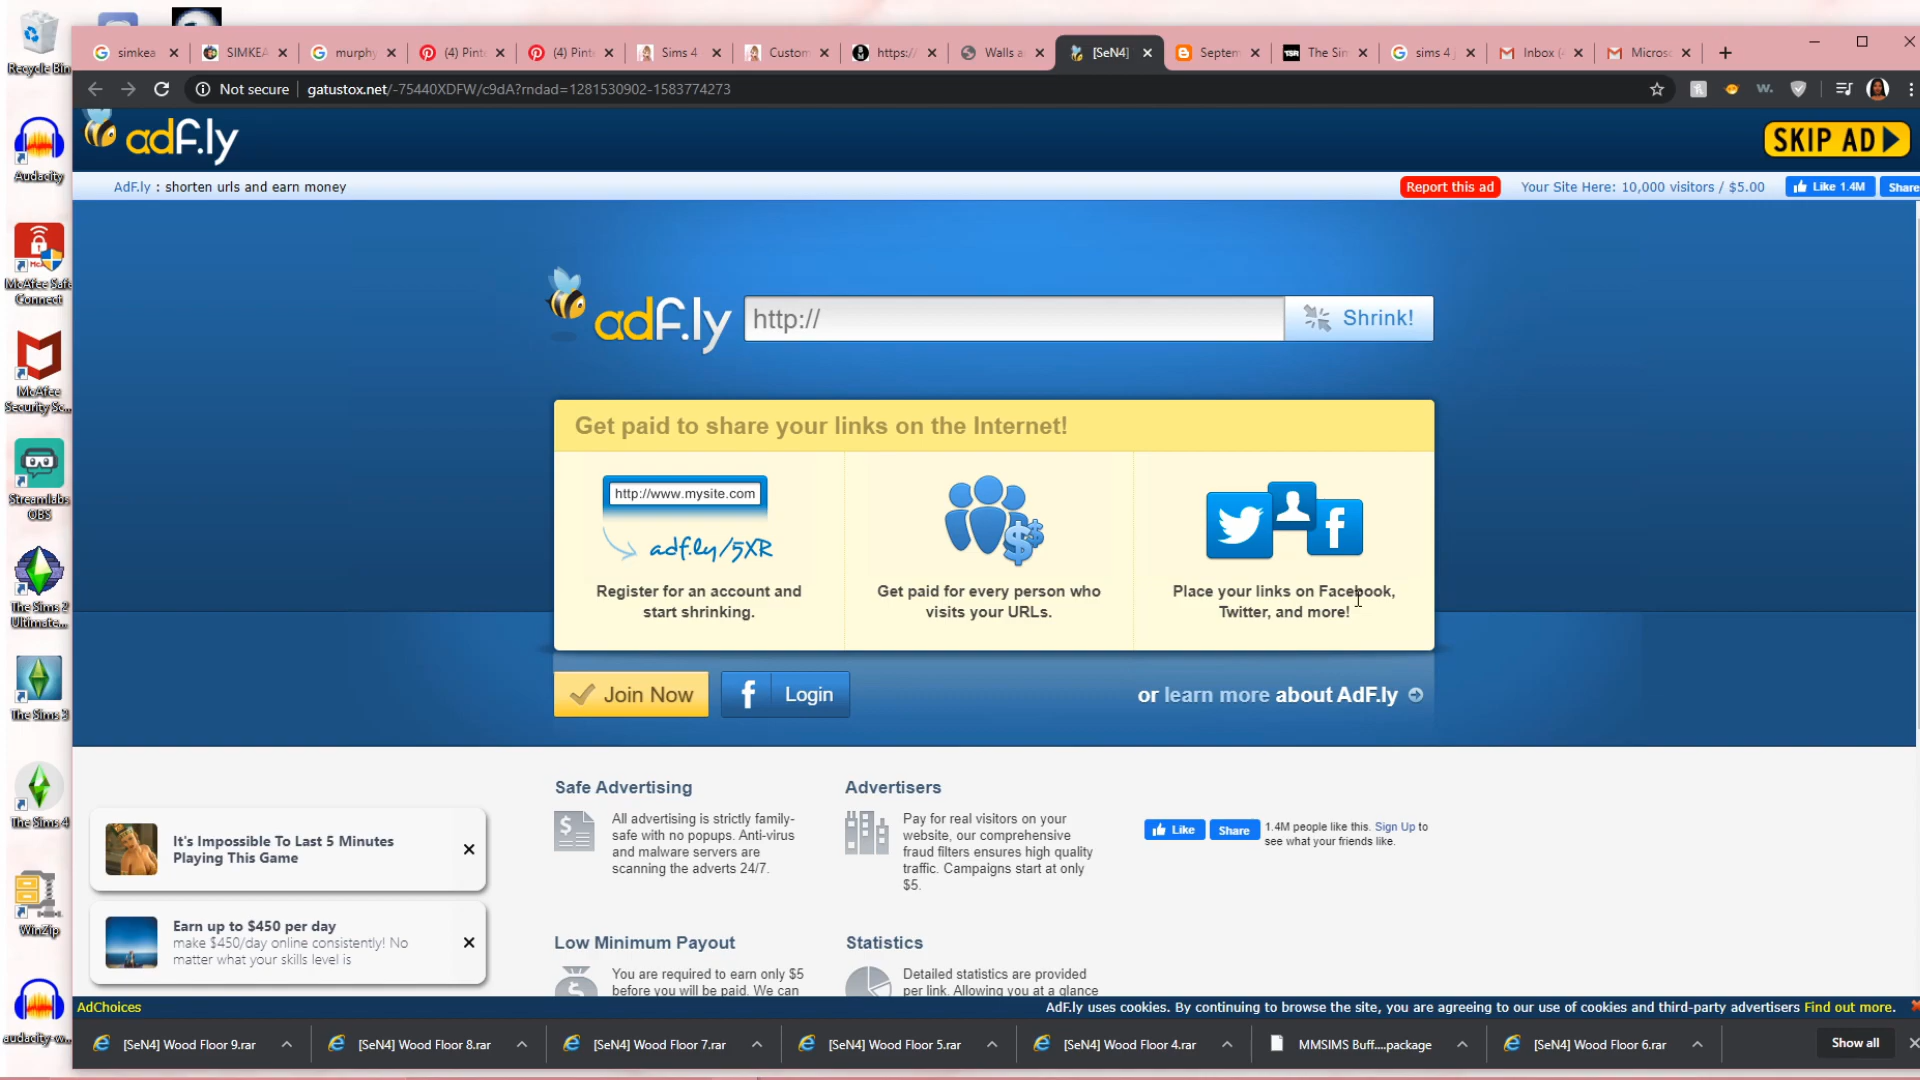 simkea
SIMKEA
murphy
(4) Pint
(4) Pint
Sims 4
Custom
https:/
Walls a
[SeN4]
Septem
The Sim
sims 4
Inbox (
Micros
Not secure
gatustox.net/-75440XDFW/c9dA?rndad=1281530902-1583774273
adf.ly
SKIP AD
AdF.ly : shorten urls and earn money
Report this ad
Your Site Here: 10,000 visitors / $5.00
Like 1.4M
Share
adf.ly
http://
Shrink!
Get paid to share your links on the Internet!
http://www.mysite.com
adf.ly/5XR
Register for an account and
start shrinking.
Get paid for every person who
visits your URLs.
Place your links on Facebook,
Twitter, and more!
Join Now
f Login
or learn more about AdF.ly
Safe Advertising
All advertising is strictly family-
safe with no popups. Anti-virus
and malware servers are
scanning the adverts 24/7.
Advertisers
Pay for real visitors on your
website, our comprehensive
fraud filters ensures high quality
traffic. Campaigns start at only
$5.
Like
Share
1.4M people like this. Sign Up to
see what your friends like.
Low Minimum Payout
You are required to earn only $5
before you will be paid. We can
Statistics
Detailed statistics are provided
per link. Allowing you at a glance
It's Impossible To Last 5 Minutes
Playing This Game
Earn up to $450 per day
make $450/day online consistently! No
matter what your skills level is
AdChoices
AdF.ly uses cookies. By continuing to browse the site, you are agreeing to our use of cookies and third-party advertisers Find out more.
[SeN4] Wood Floor 9.rar
[SeN4] Wood Floor 8.rar
[SeN4] Wood Floor 7.rar
[SeN4] Wood Floor 5.rar
[SeN4] Wood Floor 4.rar
MMSIMS Buff....package
[SeN4] Wood Floor 6.rar
Show all
Recycle Bin
Audacity
McAfee Safe
Connect
McAfee
Security Sc...
Streamlabs
OBS
The Sims 2
Ultimate...
The Sims 3
The Sims 4
WinZip
audacity-w...